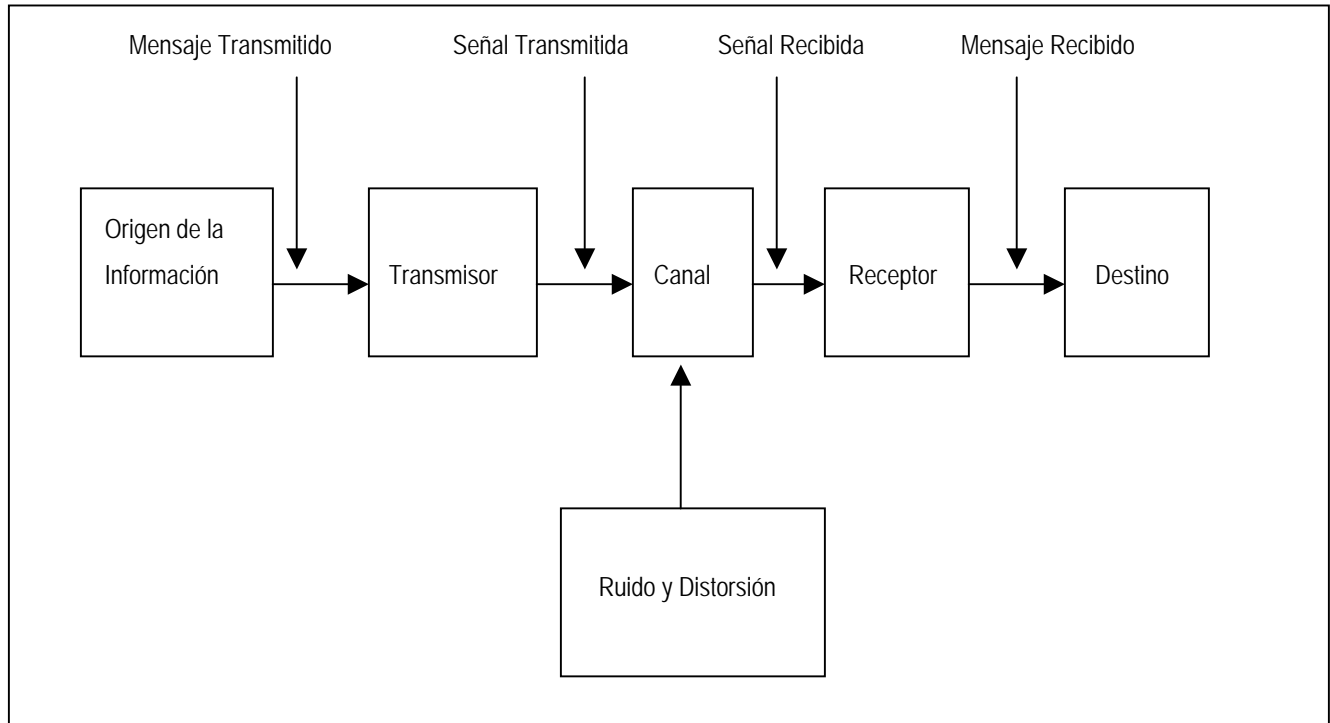 Mensaje Transmitido
Señal Transmitida
Señal Recibida
Mensaje Recibido
Origen de la
Información
Transmisor
Canal
Receptor
Destino
Ruido y Distorsión